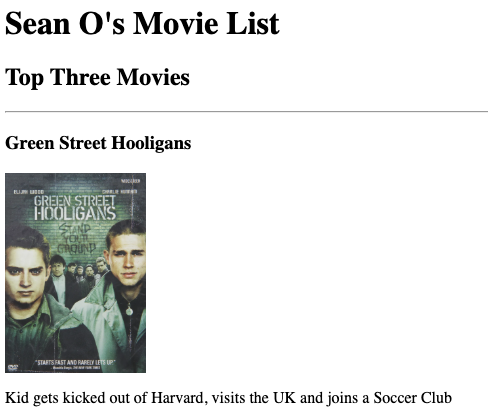 Sean O's Movie List
Top Three Movies
Green Street Hooligans
WIDESCREEN
ELIJAH WOOD CHARLIE HUNNAM
GREEN STREET
HOOLIGANS
STAND
YOUR
GROUND
"STARTS FAST AND RARELY LETS UP."
DVD
Kid gets kicked out of Harvard, visits the UK and joins a Soccer Club